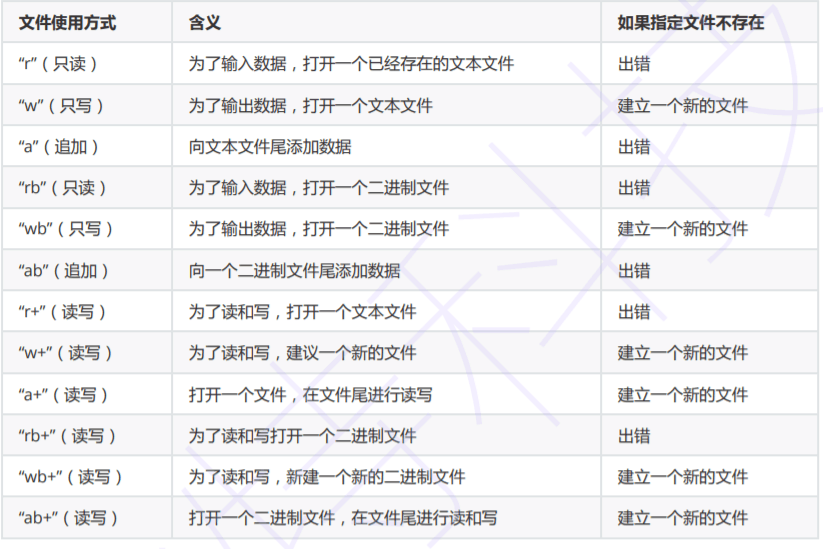 文件使用方式 含义 如果指定文件不存在
“r”（只读） 为了输入数据，打开一个已经存在的文本文件 出错
“w”（只写） 为了输出数据，打开一个文本文件 建立一个新的文件
“a”（追加） 向文本文件尾添加数据 出错
“rb”（只读） 为了输入数据，打开一个二进制文件 出错
“wb”（只写） 为了输出数据，打开一个二进制文件 建立一个新的文件
“ab”（追加） 向一个二进制文件尾添加数据 出错
“r+”（读写） 为了读和写，打开一个文本文件 出错
“w+”（读写） 为了读和写，建议一个新的文件 建立一个新的文件
“a+”（读写） 打开一个文件，在文件尾进行读写 建立一个新的文件
“rb+”（读写） 为了读和写打开一个二进制文件 出错
“wb+”（读写） 为了读和写，新建一个新的二进制文件 建立一个新的文件
“ab+”（读写） 打开一个二进制文件，在文件尾进行读和写 建立一个新的文件